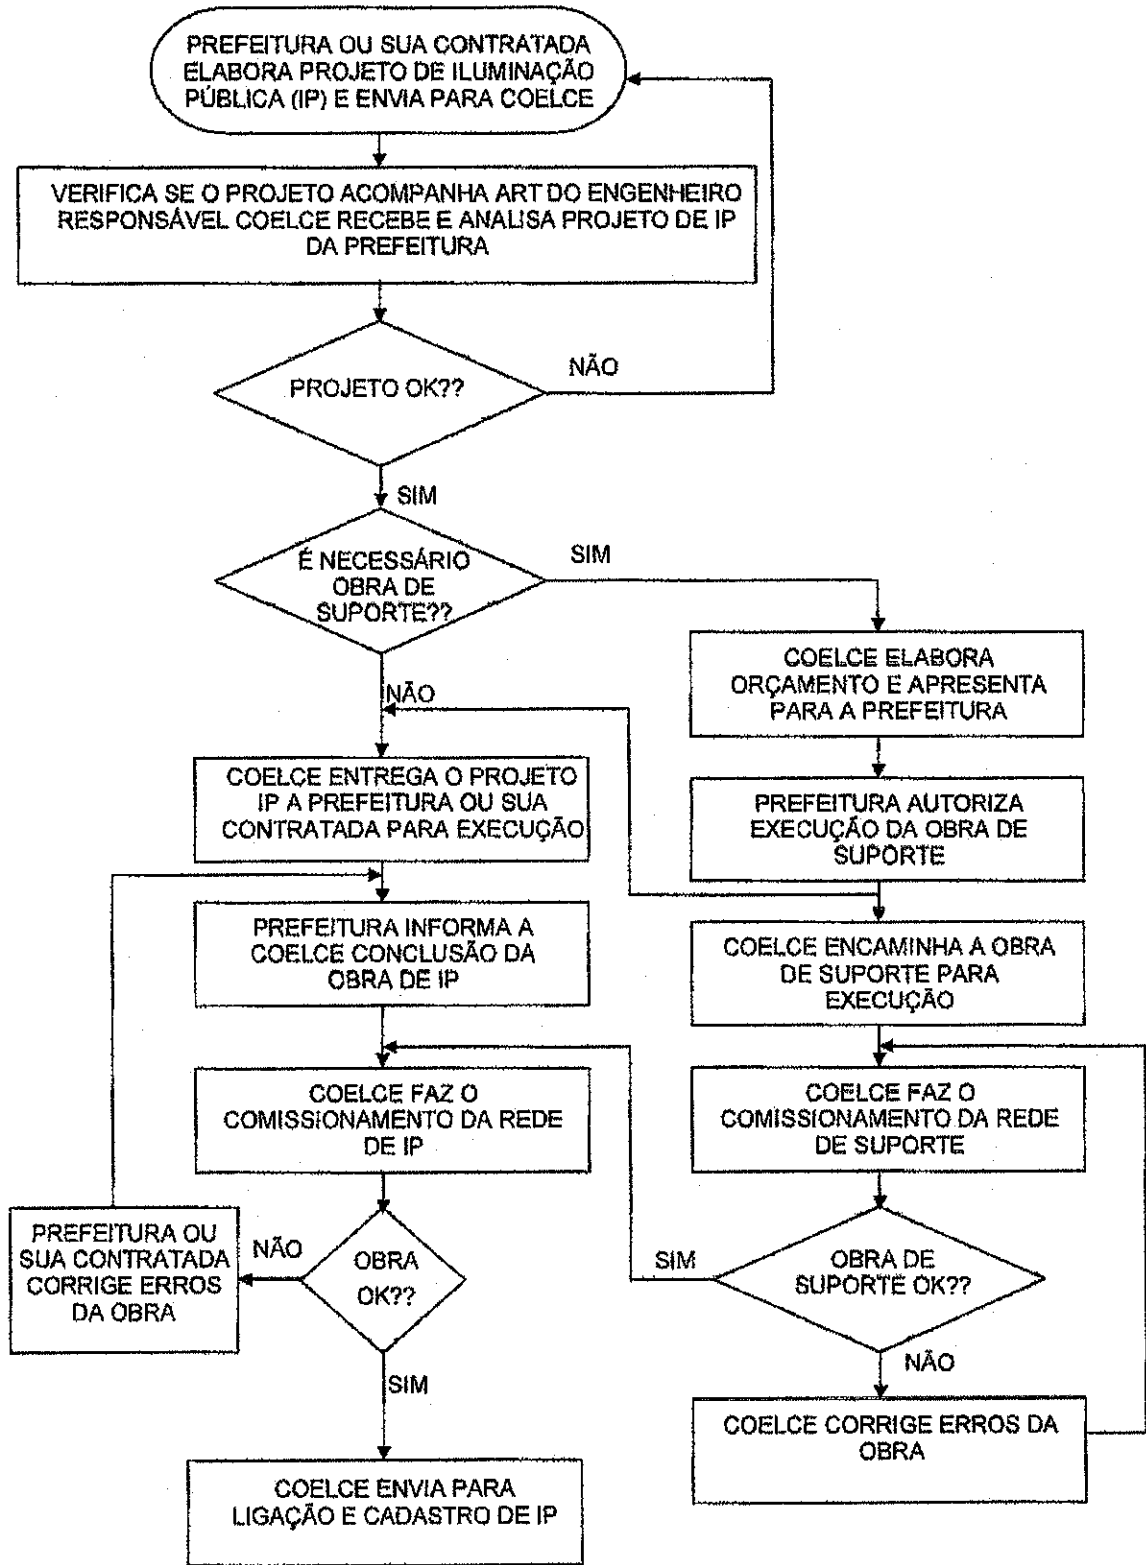 PREFEITURA OU SUA CONTRATADA
ELABORA PROJETO DE ILUMINAÇÃO
PÚBLICA (IP) E ENVIA PARA COELCE
VERIFICA SE O PROJETO ACOMPANHA ART DO ENGENHEIRO
RESPONSÁVEL COELCE RECEBE E ANALISA PROJETO DE IP
DA PREFEITURA
PROJETO OK??
NÃO
SIM
É NECESSÁRIO
OBRA DE
SUPORTE??
SIM
NÃO
COELCE ELABORA
ORÇAMENTO E APRESENTA
PARA A PREFEITURA
COELCE ENTREGA O PROJETO
IP A PREFEITURA OU SUA
CONTRATADA PARA EXECUÇÃO
PREFEITURA AUTORIZA
EXECUÇÃO DA OBRA DE
SUPORTE
PREFEITURA INFORMA A
COELCE CONCLUSÃO DA
OBRA DE IP
COELCE ENCAMINHA A OBRA
DE SUPORTE PARA
EXECUÇÃO
COELCE FAZ O
COMISSIONAMENTO DA REDE
DE IP
COELCE FAZ O
COMISSIONAMENTO DA REDE
DE SUPORTE
PREFEITURA OU
SUA CONTRATADA
CORRIGE ERROS
DA OBRA
NÃO
OBRA
OK??
SIM
OBRA DE
SUPORTE OK??
SIM
NÃO
COELCE CORRIGE ERROS DA
OBRA
COELCE ENVIA PARA
LIGAÇÃO E CADASTRO DE IP